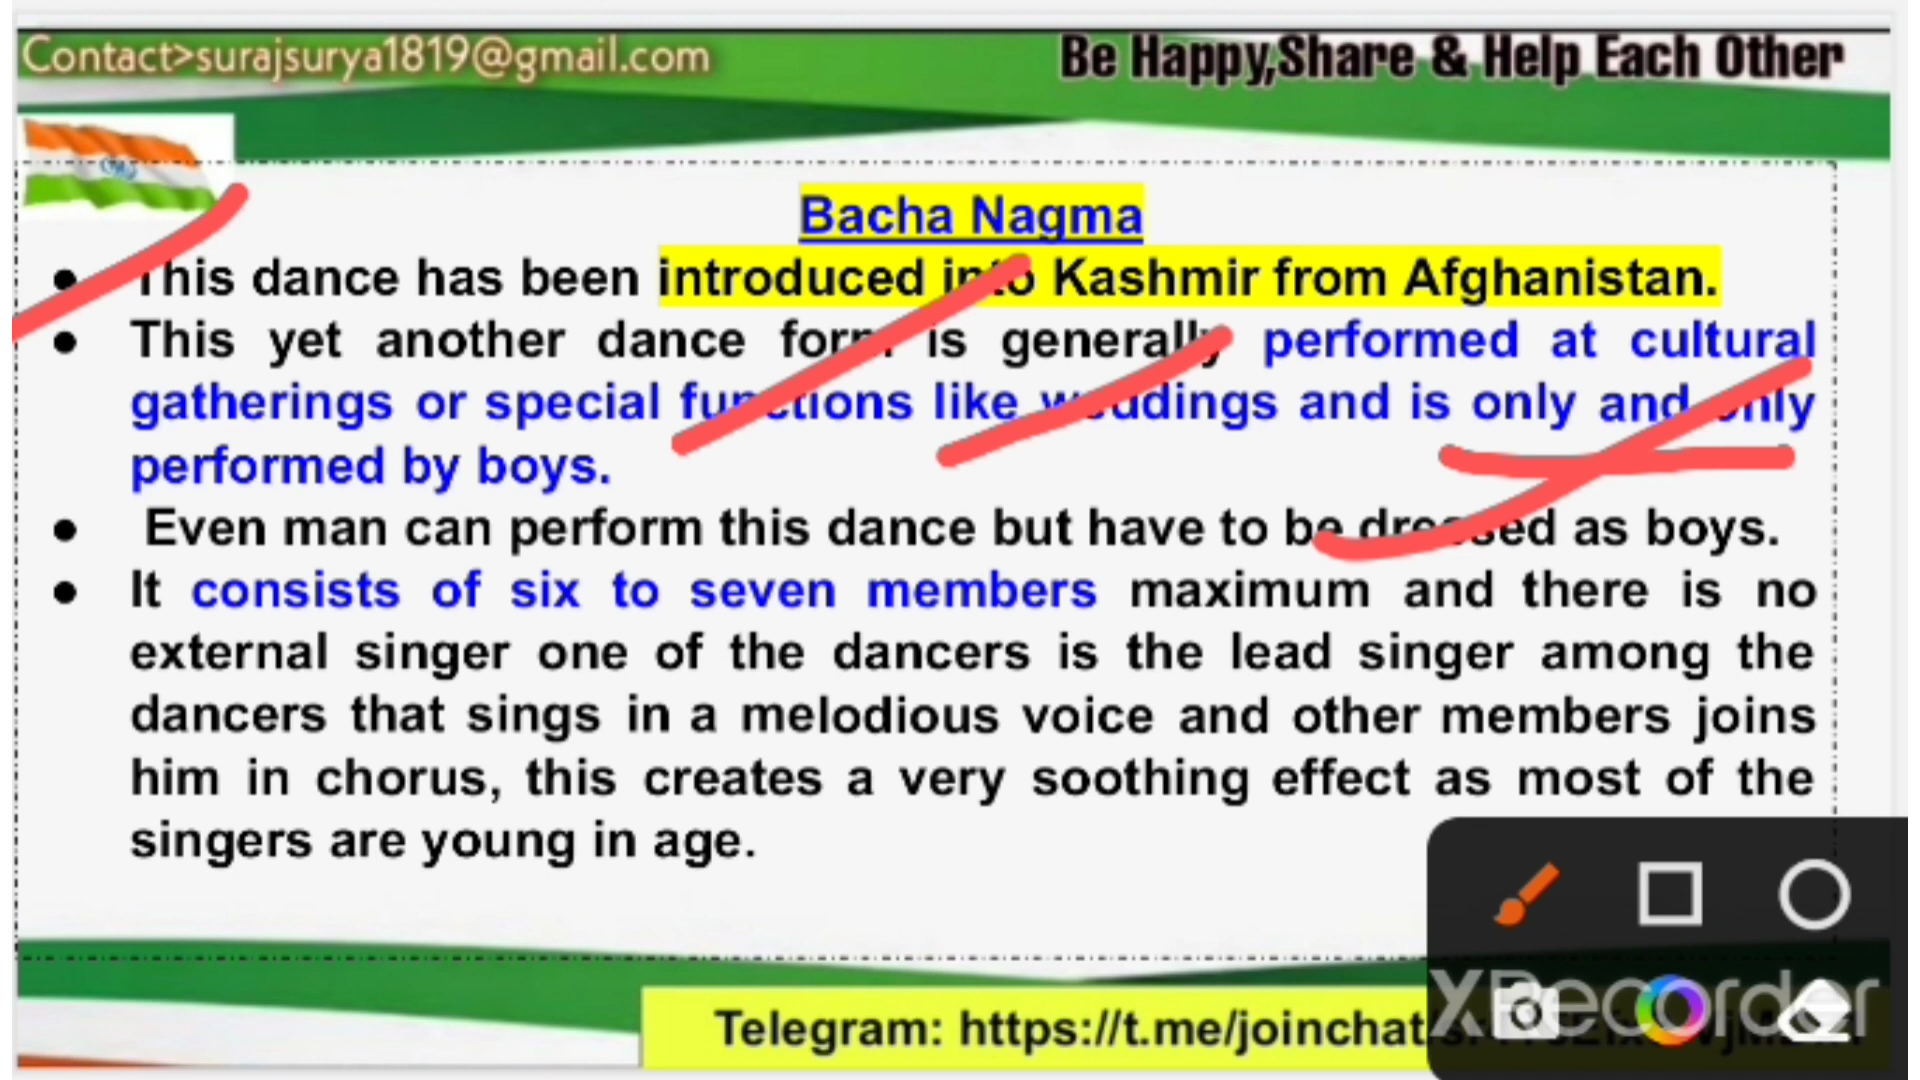 Contact>surajsurya1819@gmail.com
Be Happy,Share & Help Each Other
Bacha Nagma
● This dance has been introduced into Kashmir from Afghanistan.
● This yet another dance form is generally performed at cultural
gatherings or special functions like weddings and is only and only
performed by boys.
● Even man can perform this dance but have to be dressed as boys.
● It consists of six to seven members maximum and there is no
external singer one of the dancers is the lead singer among the
dancers that sings in a melodious voice and other members joins
him in chorus, this creates a very soothing effect as most of the
singers are young in age.
Telegram: https://t.me/joinchat/
XRecorder